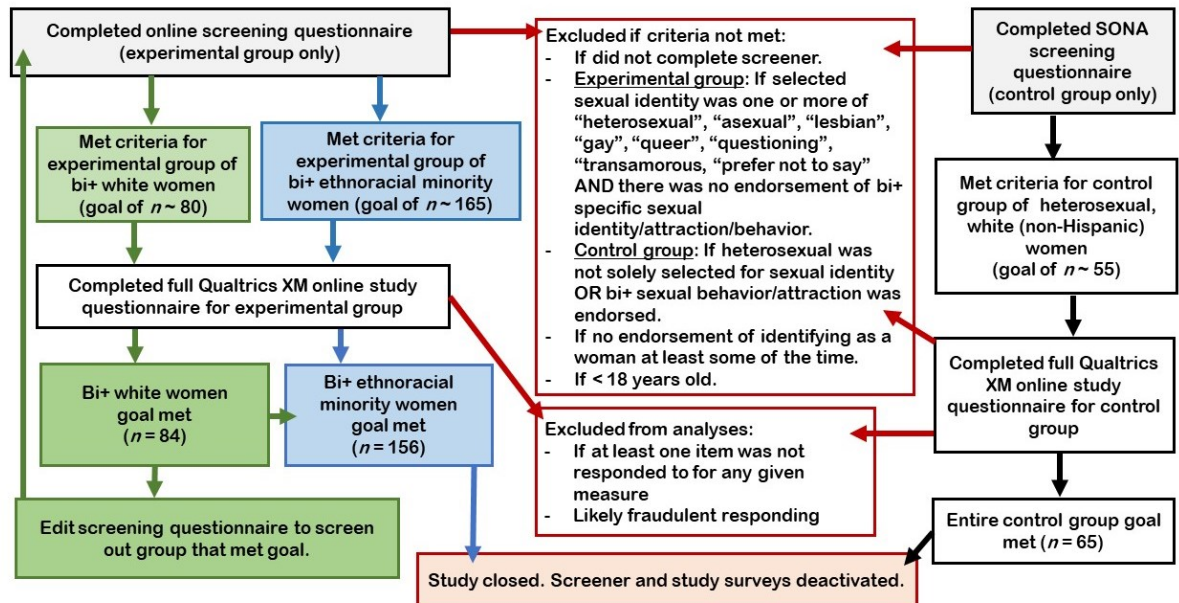 Completed online screening questionnaire
(experimental group only)
Met criteria for
experimental group of
bi+ white women
(goal of n ~ 80)
Met criteria for
experimental group of
bi+ ethnoracial minority
women (goal of n ~ 165)
Completed full Qualtrics XM online study
questionnaire for experimental group
Bi+ white women
goal met
(n = 84)
Bi+ ethnoracial
minority women
goal met
(n = 156)
Edit screening questionnaire to screen
out group that met goal.
Excluded if criteria not met:
- If did not complete screener.
- Experimental group: If selected
sexual identity was one or more of
“heterosexual”, “asexual”, “lesbian”,
“gay”, “queer”, “questioning”,
“transamorous, “prefer not to say”
AND there was no endorsement of bi+
specific sexual
identity/attraction/behavior.
- Control group: If heterosexual was
not solely selected for sexual identity
OR bi+ sexual behavior/attraction was
endorsed.
- If no endorsement of identifying as a
woman at least some of the time.
- If < 18 years old.
Excluded from analyses:
- If at least one item was not
responded to for any given
measure
- Likely fraudulent responding
Completed SONA
screening
questionnaire
(control group only)
Met criteria for control
group of heterosexual,
white (non-Hispanic)
women
(goal of n ~ 55)
Completed full Qualtrics
XM online study
questionnaire for control
group
Entire control group goal
met (n = 65)
Study closed. Screener and study surveys deactivated.